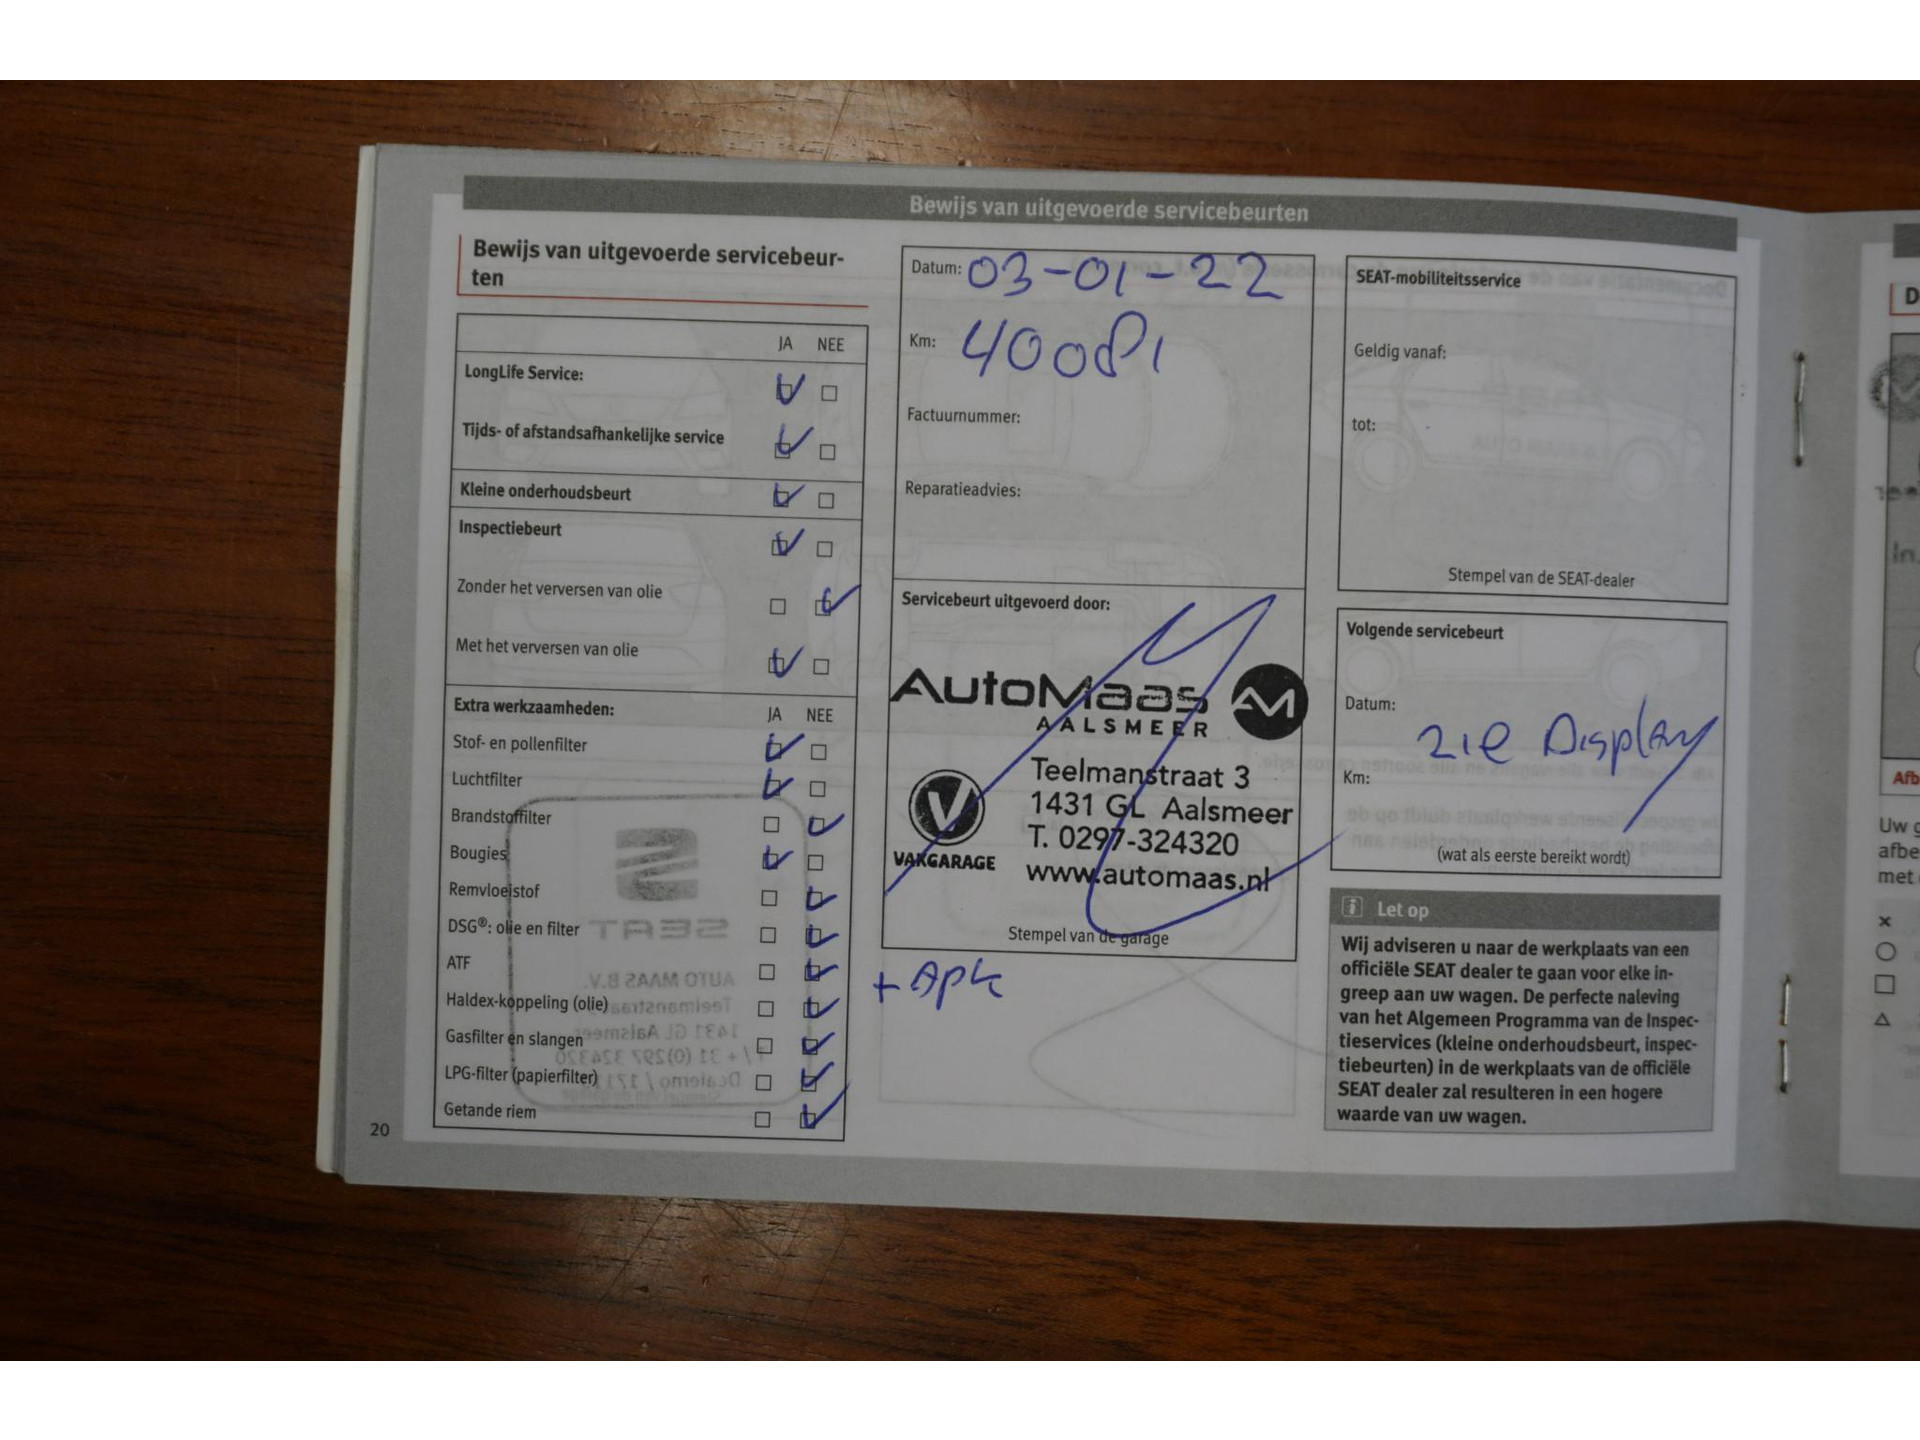 Bewijs van uitgevoerde servicebeurten
Bewijs van uitgevoerde servicebeur-
ten
JA NEE
LongLife Service:
Tijds- of afstandsafhankelijke service
Kleine onderhoudsbeurt
Inspectiebeurt
Zonder het verversen van olie
Met het verversen van olie
Extra werkzaamheden: JA NEE
Stof- en pollenfilter
Luchtfilter
Brandstoffilter
Bougies
Remvloeistof
DSG®: olie en filter
ATF
Haldex-koppeling (olie)
Gasfilter en slangen
LPG-filter (papierfilter)
Getande riem
20
Datum: 03-01-22
Km: 40081
Factuurnummer:
Reparatieadvies:
Servicebeurt uitgevoerd door:
AutoMaas AM
AALSMEER
Teelmanstraat 3
1431 GL Aalsmeer
T. 0297-324320
www.automaas.nl
V
VAKGARAGE
Stempel van de garage
+ APK
SEAT-mobiliteitsservice
Geldig vanaf:
tot:
Stempel van de SEAT-dealer
Volgende servicebeurt
Datum:
zie Display
Km:
(wat als eerste bereikt wordt)
i Let op
Wij adviseren u naar de werkplaats van een
officiële SEAT dealer te gaan voor elke in-
greep aan uw wagen. De perfecte naleving
van het Algemeen Programma van de Inspec-
tieservices (kleine onderhoudsbeurt, inspec-
tiebeurten) in de werkplaats van de officiële
SEAT dealer zal resulteren in een hogere
waarde van uw wagen.
D
Afb
Uw g
afbe
met